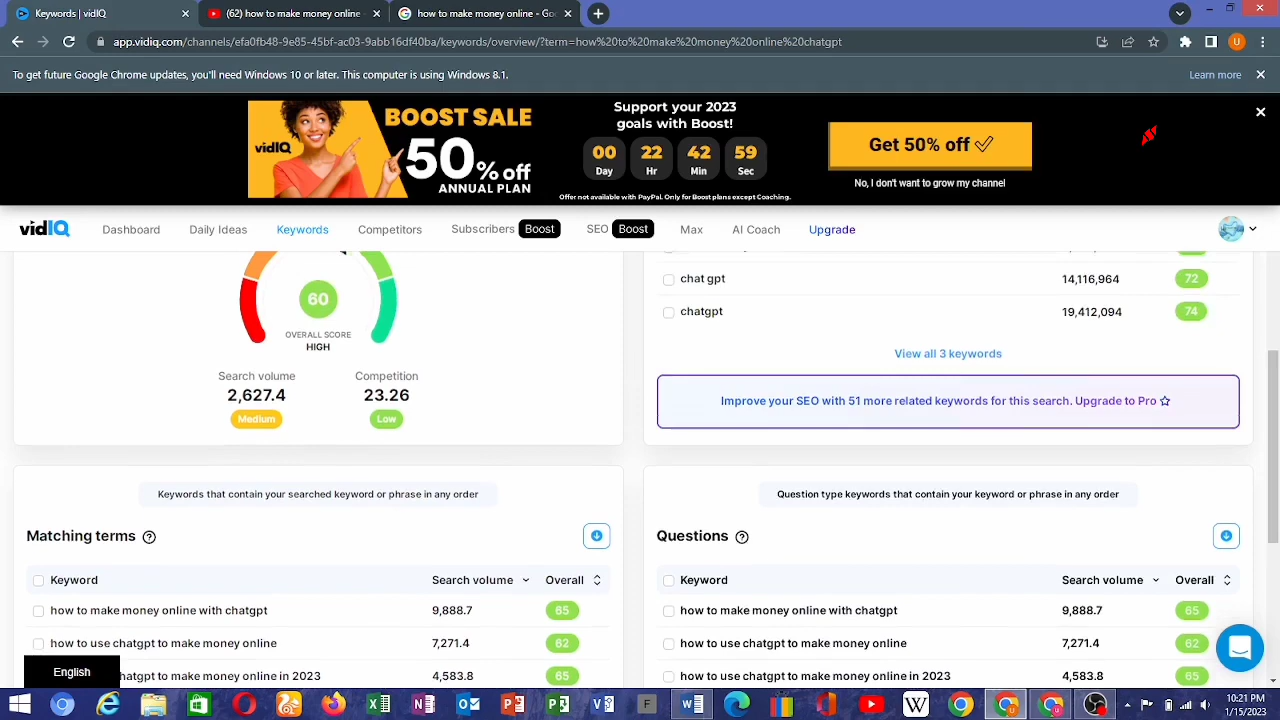 Keywords | vidIQ
(62) how to make money online -
how to make money online - Goo
app.vidiq.com/channels/efa0fb48-9e85-45bf-ac03-9abb16df40ba/keywords/overview/?term=how%20to%20make%20money%20online%20chatgpt
To get future Google Chrome updates, you'll need Windows 10 or later. This computer is using Windows 8.1.
Learn more
vidIQ
BOOST SALE
50% off
ANNUAL PLAN
Support your 2023
goals with Boost!
00 22 42 59
Day Hr Min Sec
Offer not available with PayPal. Only for Boost plans except Coaching.
Get 50% off
No, I don't want to grow my channel
vidIQ Dashboard Daily Ideas Keywords Competitors Subscribers Boost SEO Boost Max AI Coach Upgrade
60
OVERALL SCORE
HIGH
Search volume Competition
2,627.4 23.26
Medium Low
chat gpt 14,116,964 72
chatgpt 19,412,094 74
View all 3 keywords
Improve your SEO with 51 more related keywords for this search. Upgrade to Pro
Keywords that contain your searched keyword or phrase in any order
Matching terms
Keyword Search volume Overall
how to make money online with chatgpt 9,888.7 65
how to use chatgpt to make money online 7,271.4 62
hatgpt to make money online in 2023 4,583.8 65
Question type keywords that contain your keyword or phrase in any order
Questions
Keyword Search volume Overall
how to make money online with chatgpt 9,888.7 65
how to use chatgpt to make money online 7,271.4 62
how to use chatgpt to make money online in 2023 4,583.8 65
English
10:21 PM
1/15/2023